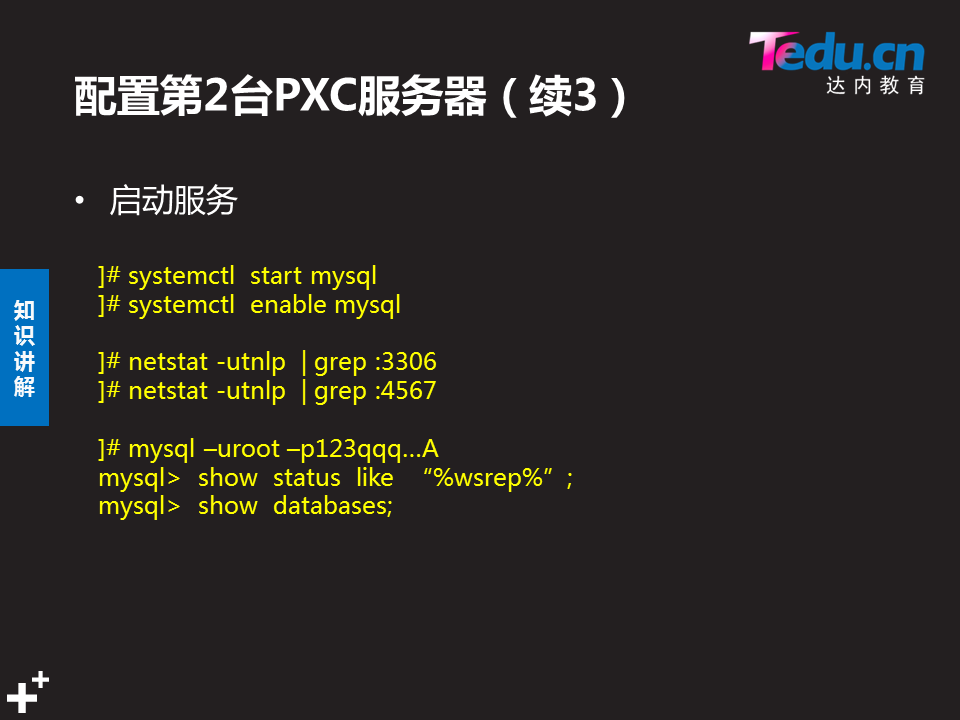 Tedu.cn
达内教育
配置第2台PXC服务器（续3）
• 启动服务
]# systemctl  start mysql
]# systemctl  enable mysql
]# netstat -utnlp  | grep :3306
]# netstat -utnlp  | grep :4567
]# mysql –uroot –p123qqq…A
mysql>  show  status  like   “%wsrep%” ;
mysql>  show  databases;
知
识
讲
解